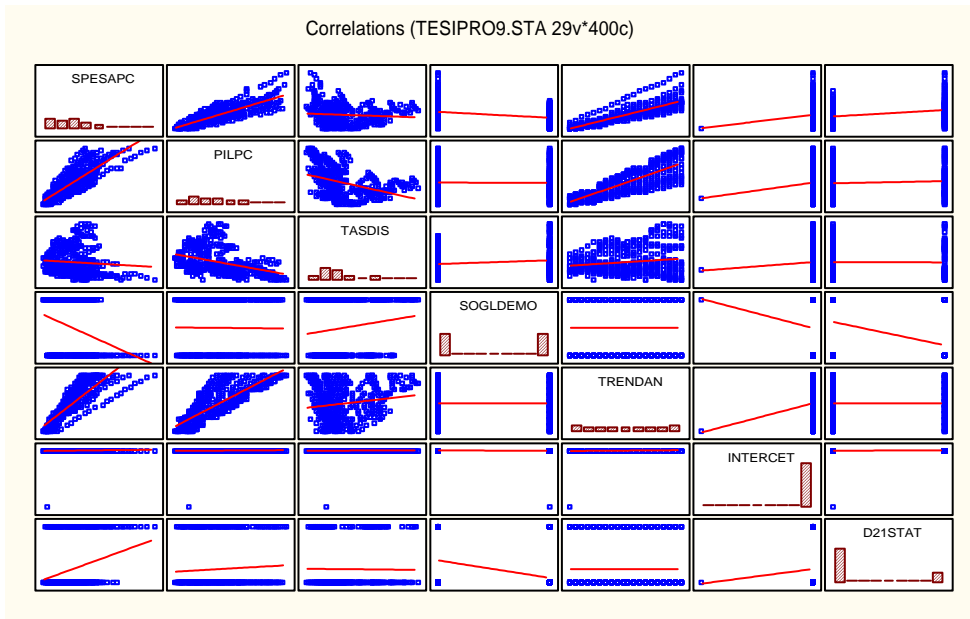 Correlations (TESIPRO9.STA 29v*400c)
SPESAPC
PILPC
TASDIS
SOGLDEMO
TRENDAN
INTERCET
D21STAT